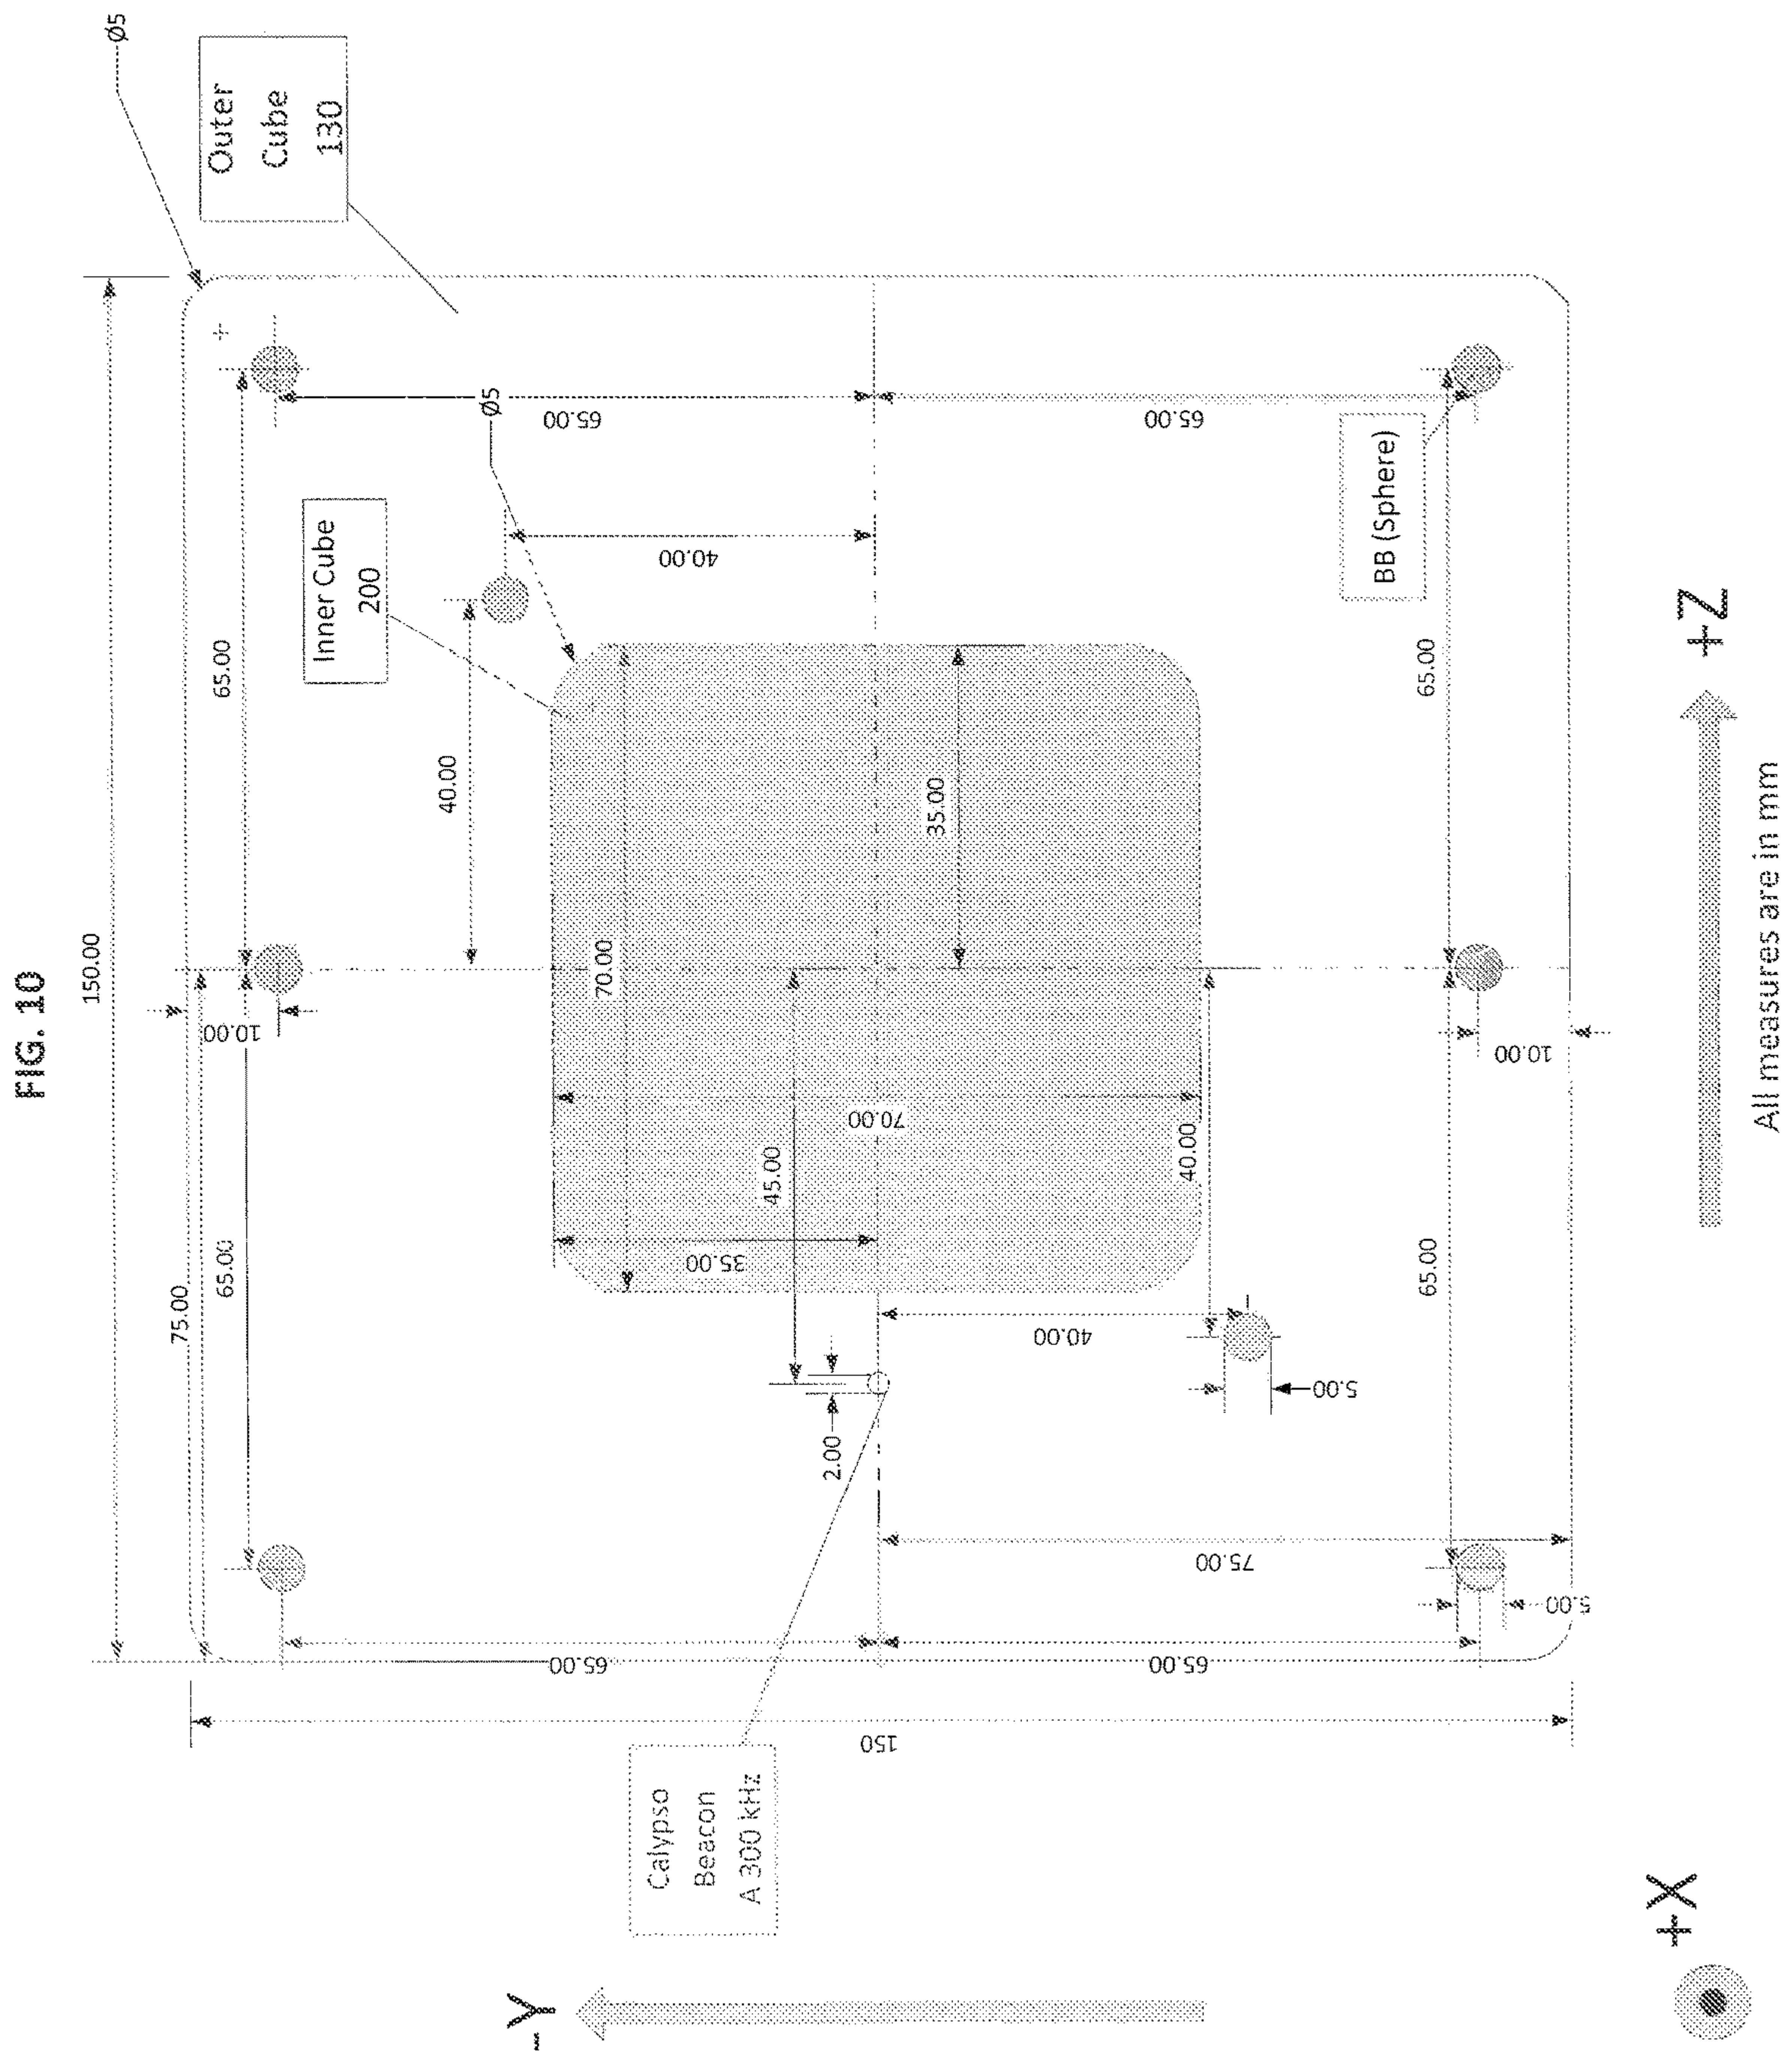 FIG. 10
150.00
Ø5
Outer
Cube
130
75.00
65.00
10.00
65.00
Inner Cube
200
40.00
Ø5
-Y
65.00
65.00
70.00
40.00
35.00
45.00
Calypso
Beacon
A 300 kHz
2.00
70.00
150
35.00
40.00
40.00
65.00
65.00
75.00
5.00
BB (Sphere)
65.00
65.00
10.00
5.00
+X
+Z
All measures are in mm